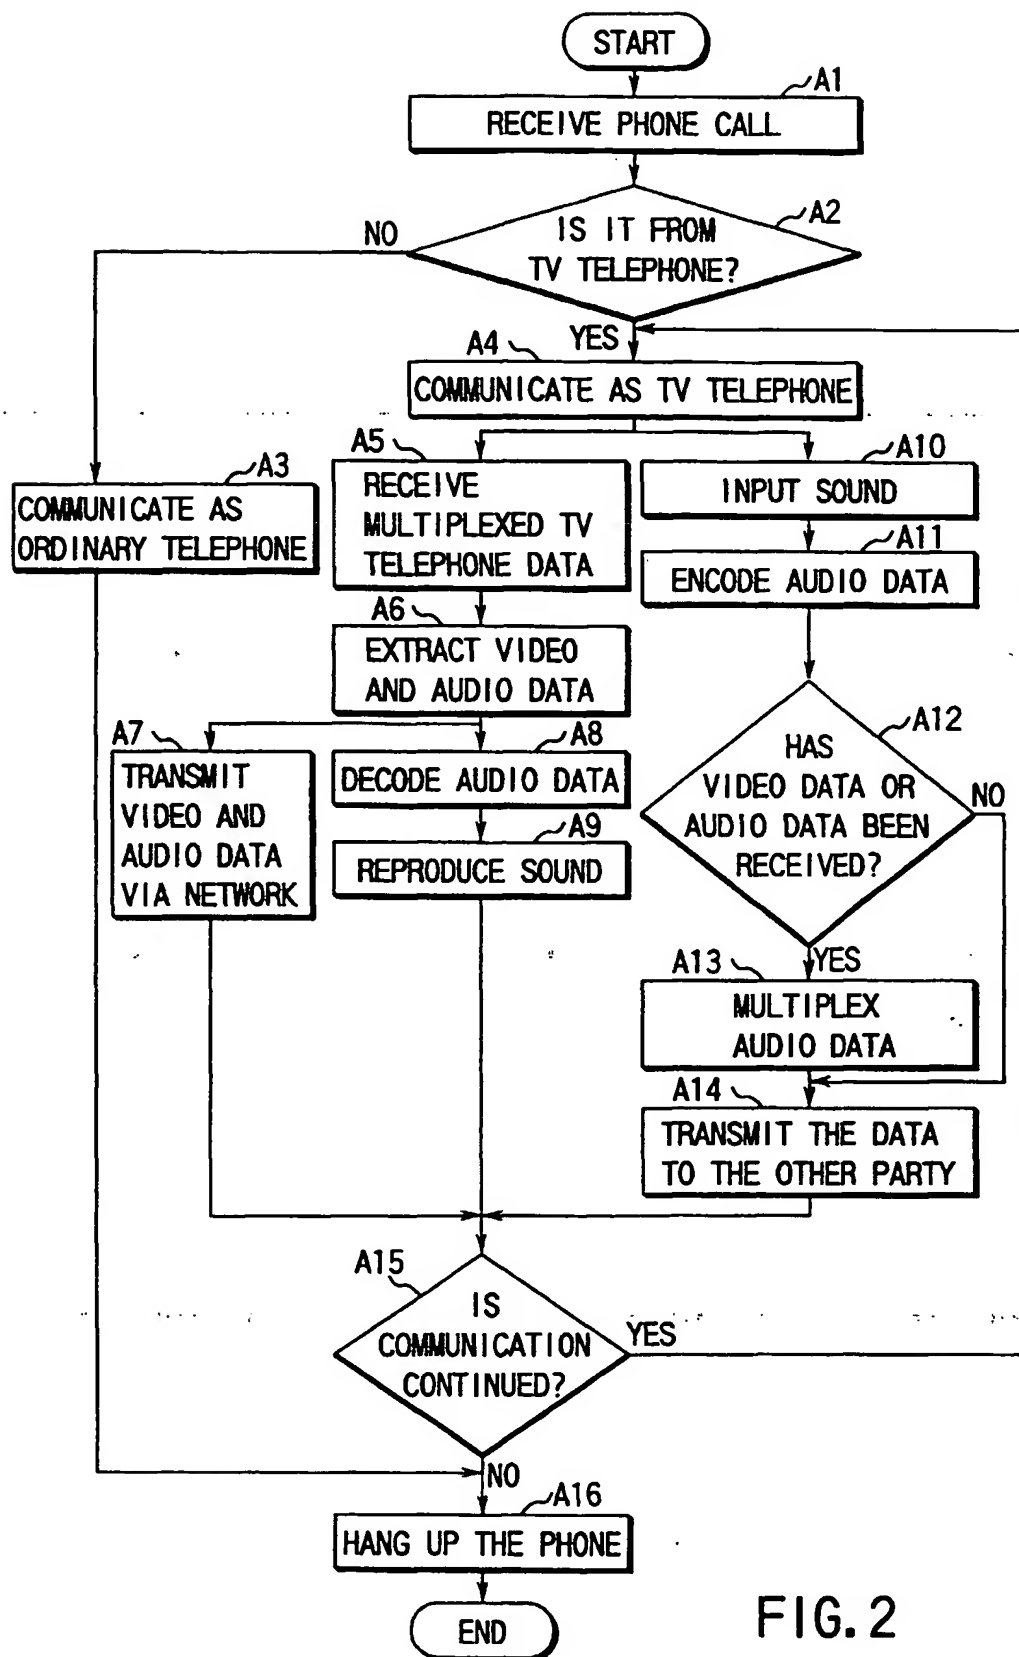 START
A1
RECEIVE PHONE CALL
A2
IS IT FROM
TV TELEPHONE?
NO
YES
A4
COMMUNICATE AS TV TELEPHONE
A3
COMMUNICATE AS
ORDINARY TELEPHONE
A5
RECEIVE
MULTIPLEXED TV
TELEPHONE DATA
A6
EXTRACT VIDEO
AND AUDIO DATA
A7
TRANSMIT
VIDEO AND
AUDIO DATA
VIA NETWORK
A8
DECODE AUDIO DATA
A9
REPRODUCE SOUND
A10
INPUT SOUND
A11
ENCODE AUDIO DATA
A12
HAS
VIDEO DATA OR
AUDIO DATA BEEN
RECEIVED?
NO
YES
A13
MULTIPLEX
AUDIO DATA
A14
TRANSMIT THE DATA
TO THE OTHER PARTY
A15
IS
COMMUNICATION
CONTINUED?
YES
NO
A16
HANG UP THE PHONE
END
FIG. 2